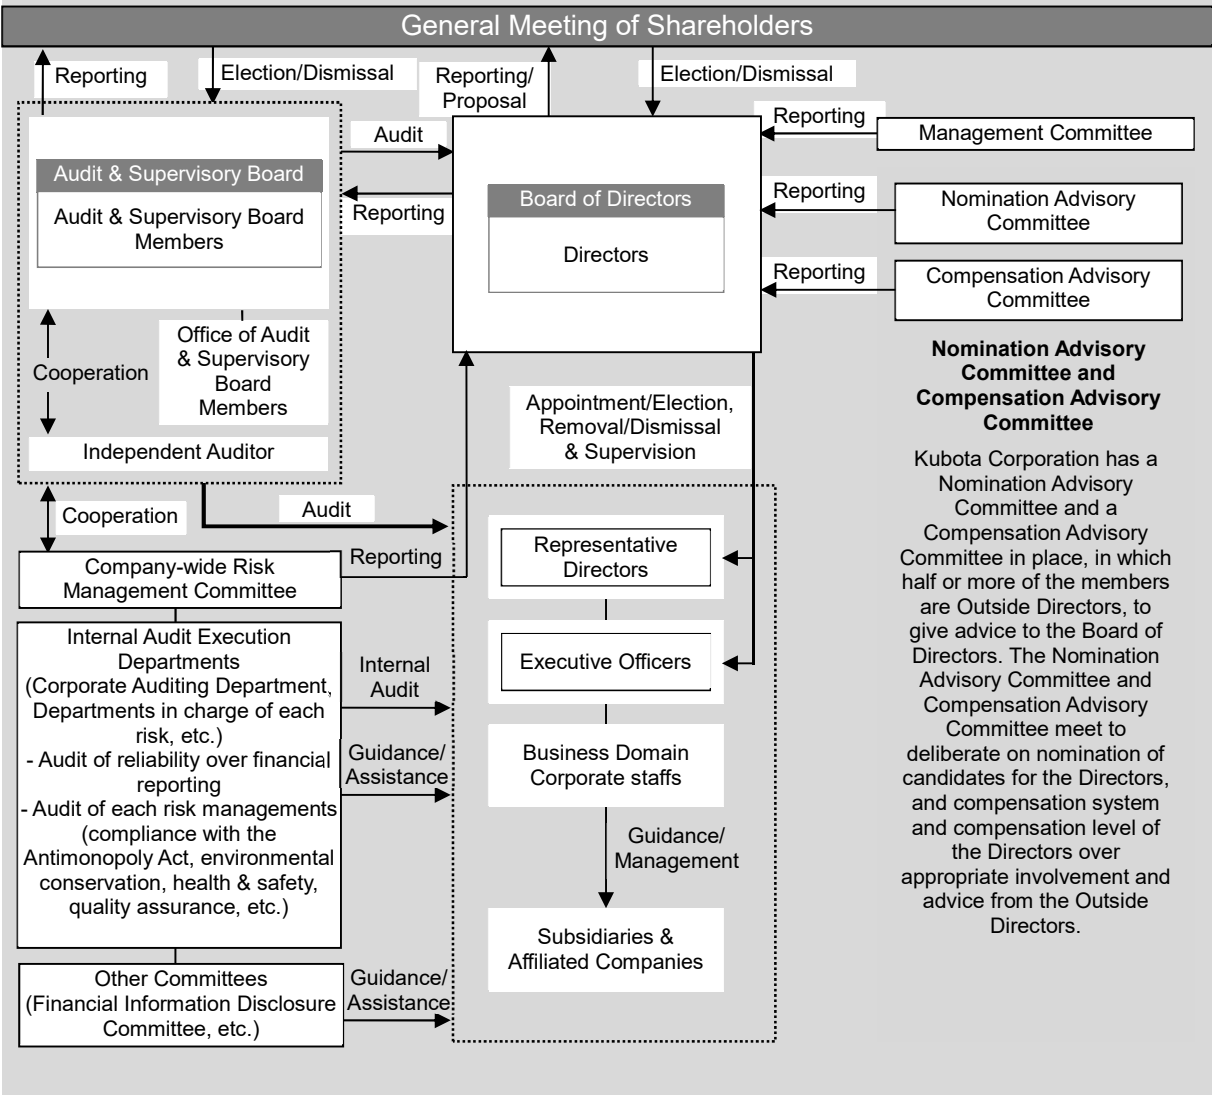 General Meeting of Shareholders
Reporting
Election/Dismissal
Reporting/
Proposal
Election/Dismissal
Audit & Supervisory Board
Audit & Supervisory Board
Members
Audit
Reporting
Board of Directors
Directors
Reporting
Management Committee
Reporting
Nomination Advisory
Committee
Reporting
Compensation Advisory
Committee
Cooperation
Office of Audit
& Supervisory
Board
Members
Independent Auditor
Appointment/Election,
Removal/Dismissal
& Supervision
Nomination Advisory
Committee and
Compensation Advisory
Committee
Kubota Corporation has a
Nomination Advisory
Committee and a
Compensation Advisory
Committee in place, in which
half or more of the members
are Outside Directors, to
give advice to the Board of
Directors. The Nomination
Advisory Committee and
Compensation Advisory
Committee meet to
deliberate on nomination of
candidates for the Directors,
and compensation system
and compensation level of
the Directors over
appropriate involvement and
advice from the Outside
Directors.
Cooperation
Audit
Company-wide Risk
Management Committee
Reporting
Representative
Directors
Internal Audit Execution
Departments
(Corporate Auditing Department,
Departments in charge of each
risk, etc.)
- Audit of reliability over financial
reporting
- Audit of each risk managements
(compliance with the
Antimonopoly Act, environmental
conservation, health & safety,
quality assurance, etc.)
Internal
Audit
Guidance/
Assistance
Executive Officers
Business Domain
Corporate staffs
Guidance/
Management
Subsidiaries &
Affiliated Companies
Other Committees
(Financial Information Disclosure
Committee, etc.)
Guidance/
Assistance